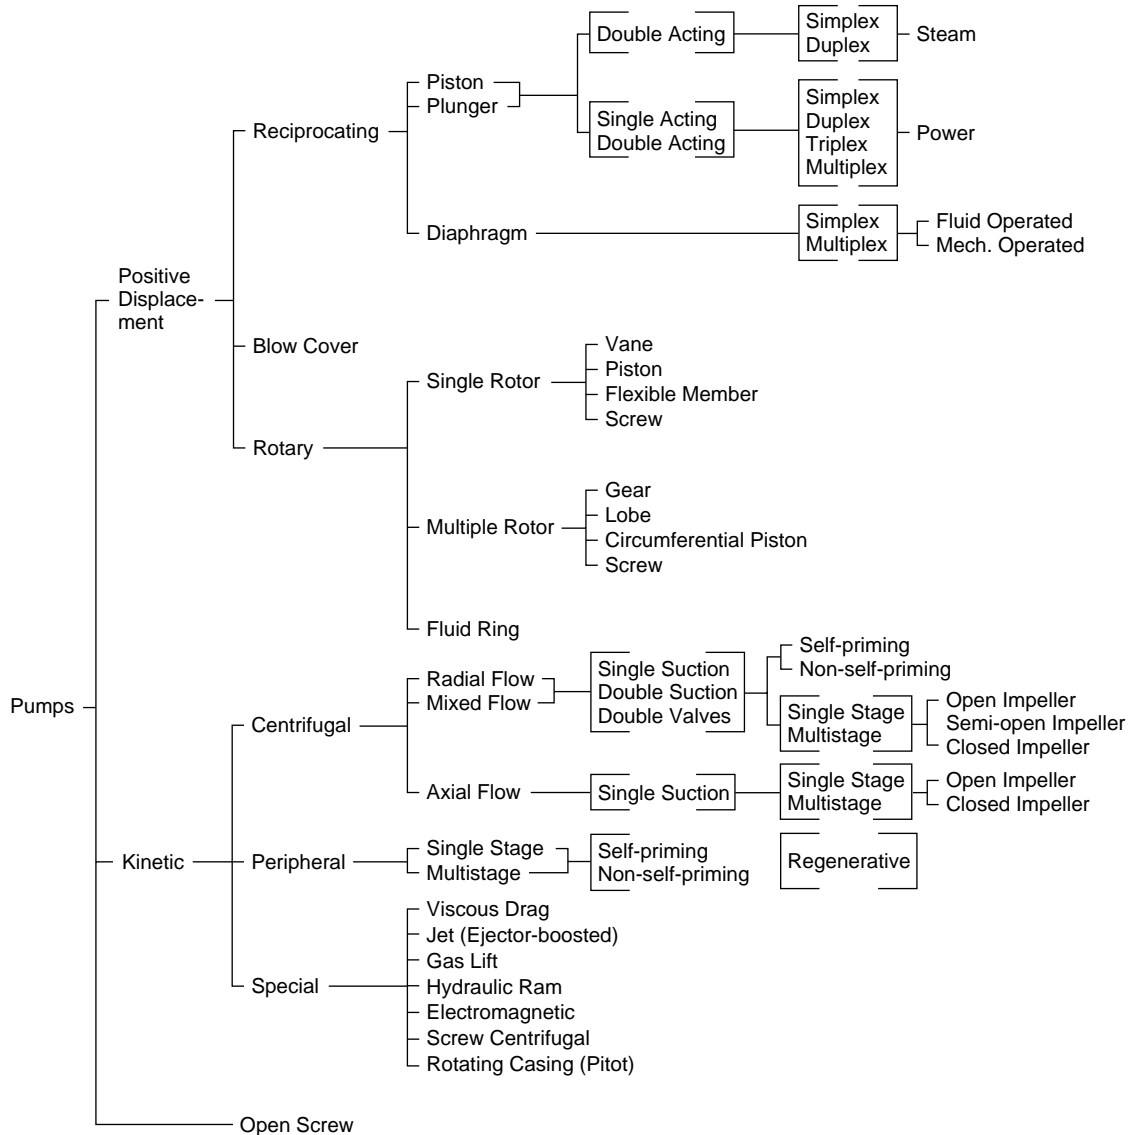 Simplex
Duplex
Double Acting
Steam
Piston
Plunger
Simplex
Duplex
Triplex
Multiplex
Single Acting
Double Acting
Power
Reciprocating
Diaphragm
Simplex
Multiplex
Fluid Operated
Mech. Operated
Positive
Displace-
ment
Blow Cover
Vane
Piston
Flexible Member
Screw
Single Rotor
Rotary
Gear
Lobe
Circumferential Piston
Screw
Multiple Rotor
Fluid Ring
Self-priming
Non-self-priming
Radial Flow
Mixed Flow
Single Suction
Double Suction
Double Valves
Pumps
Centrifugal
Single Stage
Multistage
Open Impeller
Semi-open Impeller
Closed Impeller
Axial Flow
Single Suction
Single Stage
Multistage
Open Impeller
Closed Impeller
Kinetic
Peripheral
Single Stage
Multistage
Self-priming
Non-self-priming
Regenerative
Viscous Drag
Jet (Ejector-boosted)
Gas Lift
Special
Hydraulic Ram
Electromagnetic
Screw Centrifugal
Rotating Casing (Pitot)
Open Screw